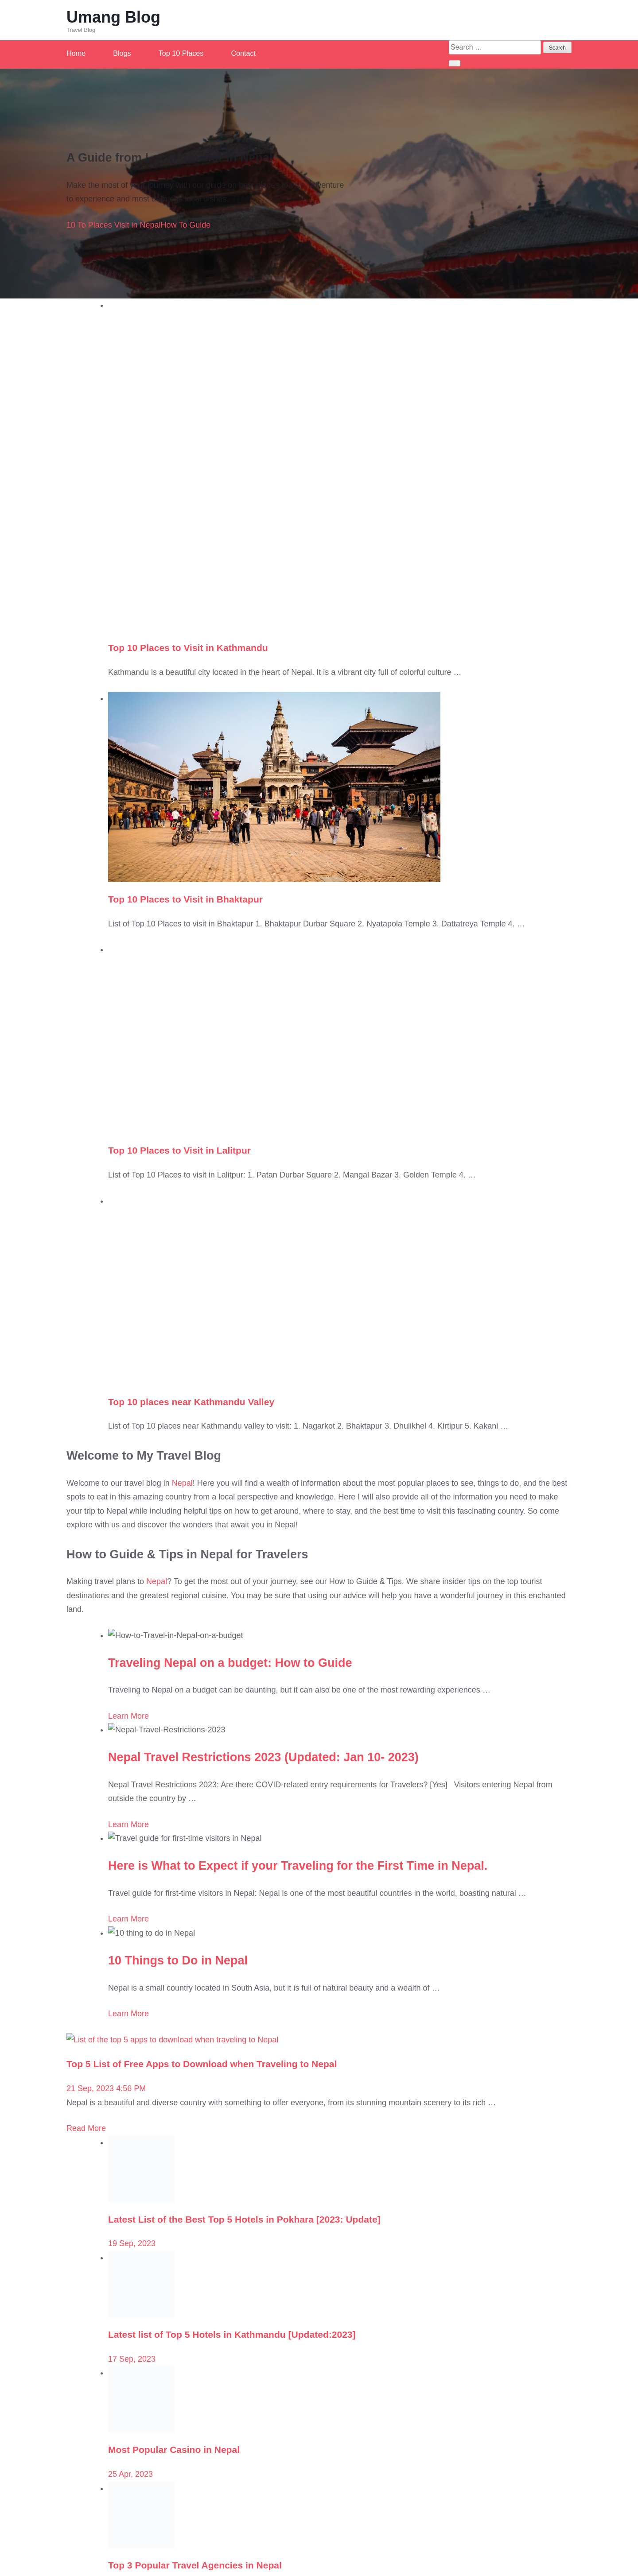 Umang Blog
Travel Blog
Home Blogs Top 10 Places Contact
Search …
Search
A Guide from L
Make the most of
to experience and most
10 To Places Visit in NepalHow To Guide
Top 10 Places to Visit in Kathmandu
Kathmandu is a beautiful city located in the heart of Nepal. It is a vibrant city full of colorful culture …
Top 10 Places to Visit in Bhaktapur
List of Top 10 Places to visit in Bhaktapur 1. Bhaktapur Durbar Square 2. Nyatapola Temple 3. Dattatreya Temple 4. …
Top 10 Places to Visit in Lalitpur
List of Top 10 Places to visit in Lalitpur: 1. Patan Durbar Square 2. Mangal Bazar 3. Golden Temple 4. …
Top 10 places near Kathmandu Valley
List of Top 10 places near Kathmandu valley to visit: 1. Nagarkot 2. Bhaktapur 3. Dhulikhel 4. Kirtipur 5. Kakani …
Welcome to My Travel Blog
Welcome to our travel blog in Nepal! Here you will find a wealth of information about the most popular places to see, things to do, and the best
spots to eat in this amazing country from a local perspective and knowledge. Here I will also provide all of the information you need to make
your trip to Nepal while including helpful tips on how to get around, where to stay, and the best time to visit this fascinating country. So come
explore with us and discover the wonders that await you in Nepal!
How to Guide & Tips in Nepal for Travelers
Making travel plans to Nepal? To get the most out of your journey, see our How to Guide & Tips. We share insider tips on the top tourist
destinations and the greatest regional cuisine. You may be sure that using our advice will help you have a wonderful journey in this enchanted
land.
How-to-Travel-in-Nepal-on-a-budget
Traveling Nepal on a budget: How to Guide
Traveling to Nepal on a budget can be daunting, but it can also be one of the most rewarding experiences …
Learn More
Nepal-Travel-Restrictions-2023
Nepal Travel Restrictions 2023 (Updated: Jan 10- 2023)
Nepal Travel Restrictions 2023: Are there COVID-related entry requirements for Travelers? [Yes] Visitors entering Nepal from
outside the country by …
Learn More
Travel guide for first-time visitors in Nepal
Here is What to Expect if your Traveling for the First Time in Nepal.
Travel guide for first-time visitors in Nepal: Nepal is one of the most beautiful countries in the world, boasting natural …
Learn More
10 thing to do in Nepal
10 Things to Do in Nepal
Nepal is a small country located in South Asia, but it is full of natural beauty and a wealth of …
Learn More
List of the top 5 apps to download when traveling to Nepal
Top 5 List of Free Apps to Download when Traveling to Nepal
21 Sep, 2023 4:56 PM
Nepal is a beautiful and diverse country with something to offer everyone, from its stunning mountain scenery to its rich …
Read More
Latest List of the Best Top 5 Hotels in Pokhara [2023: Update]
19 Sep, 2023
Latest list of Top 5 Hotels in Kathmandu [Updated:2023]
17 Sep, 2023
Most Popular Casino in Nepal
25 Apr, 2023
Top 3 Popular Travel Agencies in Nepal